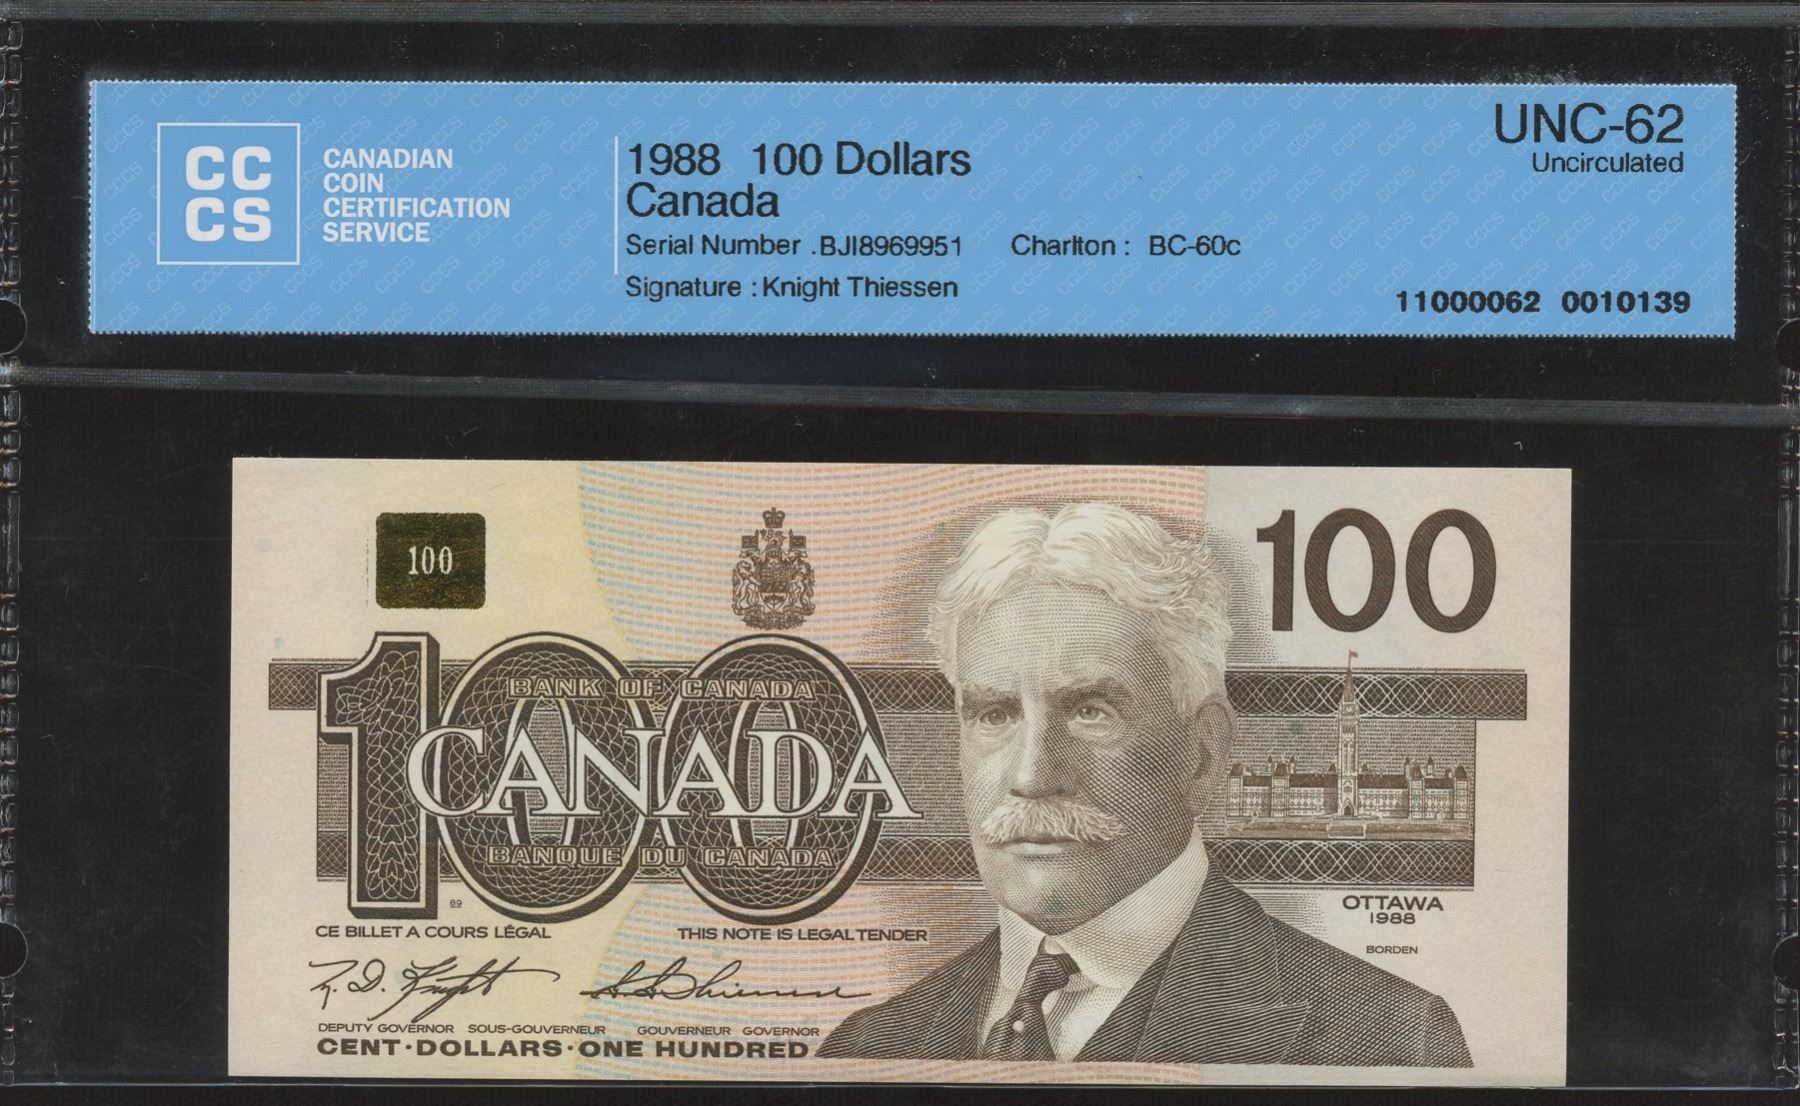 CC
CS
CANADIAN
COIN
CERTIFICATION
SERVICE
1988 100 Dollars
Canada
Serial Number .BJI8969951 Charlton : BC-60c
Signature : Knight Thiessen
UNC-62
Uncirculated
11000062 0010139
100
100
100
BANK OF CANADA
CANADA
BANQUE DU CANADA
89
CE BILLET A COURS LÉGAL THIS NOTE IS LEGAL TENDER
OTTAWA
1988
BORDEN
DEPUTY GOVERNOR SOUS-GOUVERNEUR GOUVERNEUR GOVERNOR
CENT·DOLLARS·ONE HUNDRED